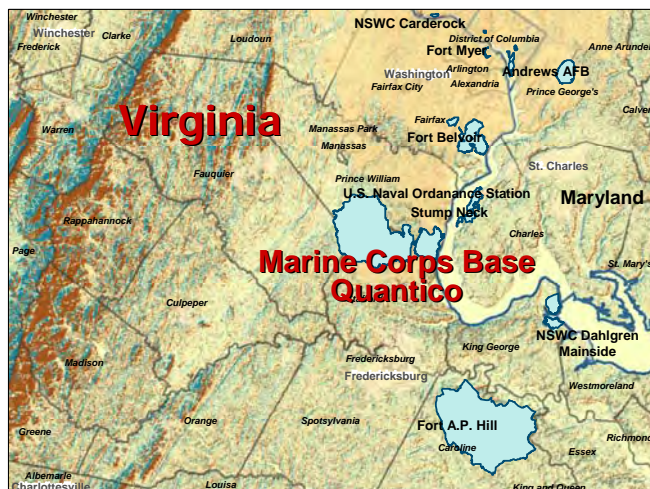 NSWC Carderock
Winchester
Winchester
Clarke
Loudoun
District of Columbia
Frederick
Fort Myer
Anne Arundel
Washington
Arlington
Andrews AFB
Fairfax City
Alexandria
Prince George's
Virginia
Manassas Park
Fairfax
Calver
Warren
Fort Belvoir
Manassas
St. Charles
Fauquier
Prince William
U.S. Naval Ordanance Station
Stump Neck
Maryland
Rappahannock
Charles
Page
Marine Corps Base
Quantico
St. Mary's
Culpeper
NSWC Dahlgren
Mainside
King George
Madison
Fredericksburg
Fredericksburg
Westmoreland
Greene
Orange
Spotsylvania
Fort A.P. Hill
Caroline
Richmond
Essex
Albemarle
Charlottesville
Louisa
King and Queen